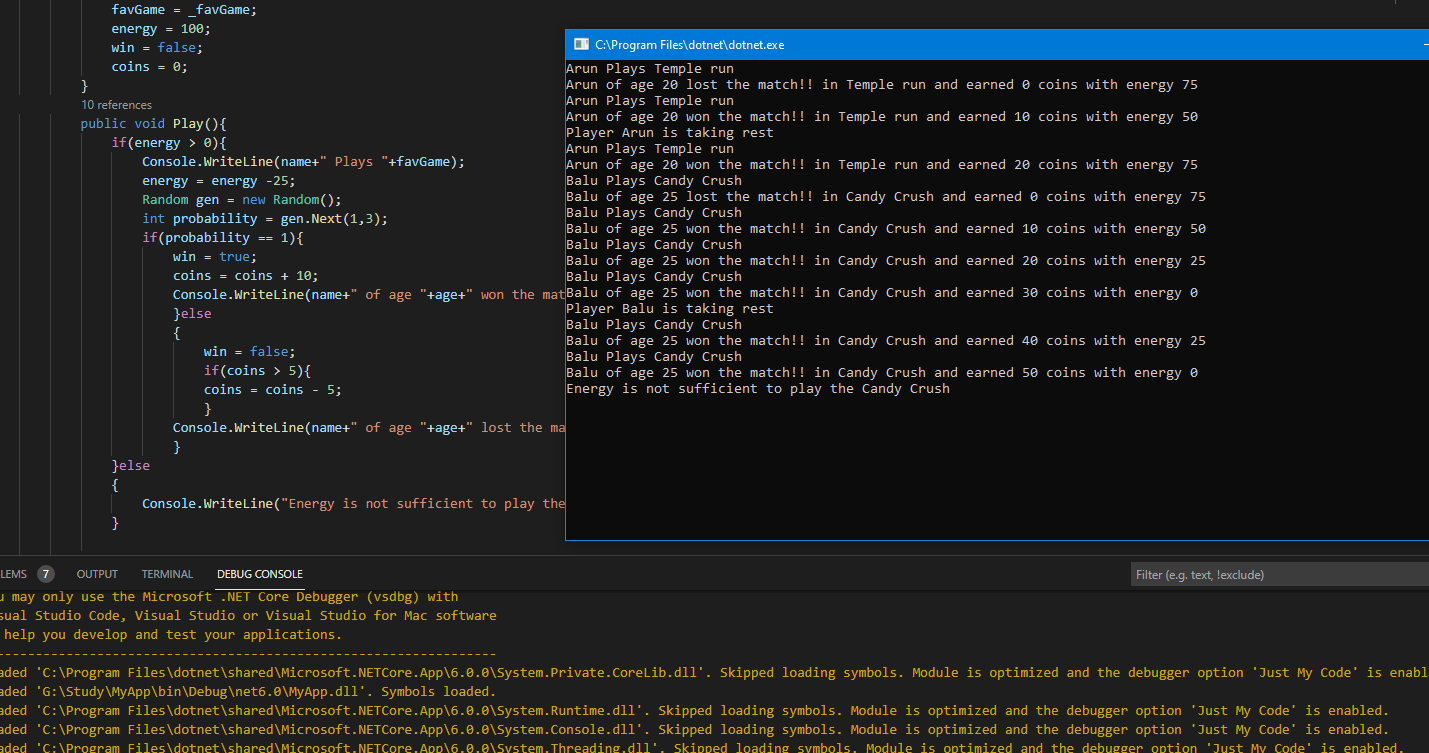 favGame = _favGame;
energy = 100;
win = false;
coins = 0;
}
10 references
public void Play(){
if(energy > 0){
Console.WriteLine(name+" Plays "+favGame);
energy = energy -25;
Random gen = new Random();
int probability = gen.Next(1,3);
if(probability == 1){
win = true;
coins = coins + 10;
Console.WriteLine(name+" of age "+age+" won the mat
}else
{
win = false;
if(coins > 5){
coins = coins - 5;
}
Console.WriteLine(name+" of age "+age+" lost the ma
}
}else
{
Console.WriteLine("Energy is not sufficient to play the
}
C:\Program Files\dotnet\dotnet.exe
Arun Plays Temple run
Arun of age 20 lost the match!! in Temple run and earned 0 coins with energy 75
Arun Plays Temple run
Arun of age 20 won the match!! in Temple run and earned 10 coins with energy 50
Player Arun is taking rest
Arun Plays Temple run
Arun of age 20 won the match!! in Temple run and earned 20 coins with energy 75
Balu Plays Candy Crush
Balu of age 25 lost the match!! in Candy Crush and earned 0 coins with energy 75
Balu Plays Candy Crush
Balu of age 25 won the match!! in Candy Crush and earned 10 coins with energy 50
Balu Plays Candy Crush
Balu of age 25 won the match!! in Candy Crush and earned 20 coins with energy 25
Balu Plays Candy Crush
Balu of age 25 won the match!! in Candy Crush and earned 30 coins with energy 0
Player Balu is taking rest
Balu Plays Candy Crush
Balu of age 25 won the match!! in Candy Crush and earned 40 coins with energy 25
Balu Plays Candy Crush
Balu of age 25 won the match!! in Candy Crush and earned 50 coins with energy 0
Energy is not sufficient to play the Candy Crush
LEMS 7 OUTPUT TERMINAL DEBUG CONSOLE Filter (e.g. text, !exclude)
u may only use the Microsoft .NET Core Debugger (vsdbg) with
sual Studio Code, Visual Studio or Visual Studio for Mac software
help you develop and test your applications.
-----------------------------------------------------------------
aded 'C:\Program Files\dotnet\shared\Microsoft.NETCore.App\6.0.0\System.Private.CoreLib.dll'. Skipped loading symbols. Module is optimized and the debugger option 'Just My Code' is enabl
aded 'G:\Study\MyApp\bin\Debug\net6.0\MyApp.dll'. Symbols loaded.
aded 'C:\Program Files\dotnet\shared\Microsoft.NETCore.App\6.0.0\System.Runtime.dll'. Skipped loading symbols. Module is optimized and the debugger option 'Just My Code' is enabled.
aded 'C:\Program Files\dotnet\shared\Microsoft.NETCore.App\6.0.0\System.Console.dll'. Skipped loading symbols. Module is optimized and the debugger option 'Just My Code' is enabled.
aded 'C:\Program Files\dotnet\shared\Microsoft.NETCore.App\6.0.0\System.Threading.dll'. Skipped loading symbols. Module is optimized and the debugger option 'Just My Code' is enabled.